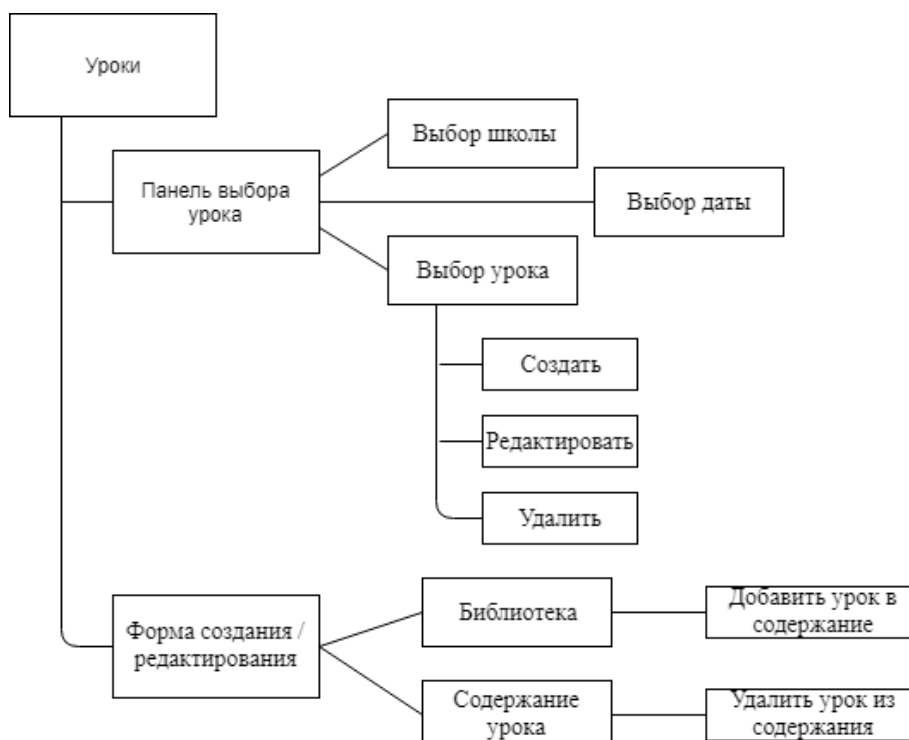 Уроки
Выбор школы
Панель выбора
урока
Выбор даты
Выбор урока
Создать
Редактировать
Удалить
Форма создания /
редактирования
Библиотека
Добавить урок в
содержание
Содержание
урока
Удалить урок из
содержания